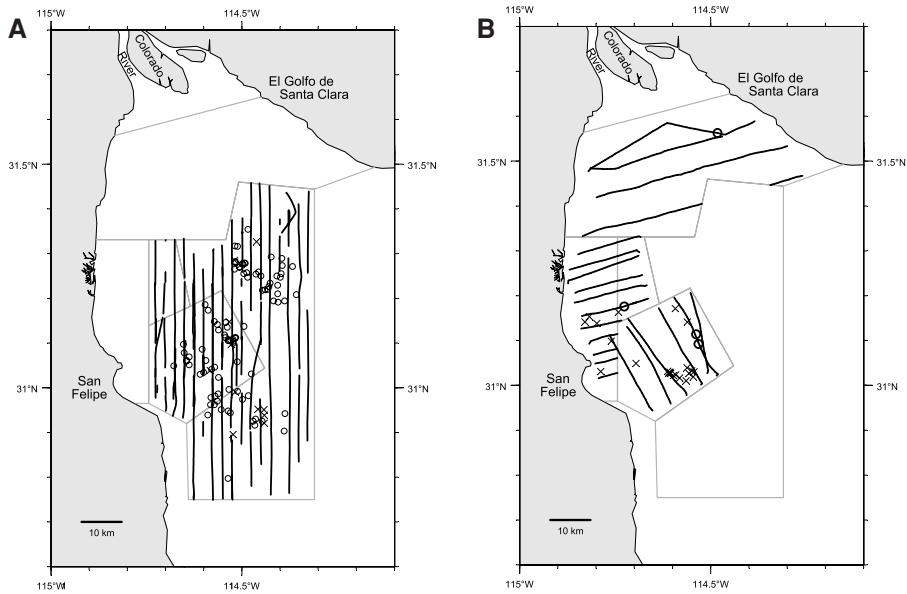 A
114.5°W
River
Colorado
El Golfo de
Santa Clara
31.5°N
31.5°N
31°N
31°N
San
Felipe
10 km
115°W
114.5°W
B
115°W
114.5°W
River
Colorado
El Golfo de
Santa Clara
31.5°N
31.5°N
31°N
31°N
San
Felipe
10 km
115°W
114.5°W